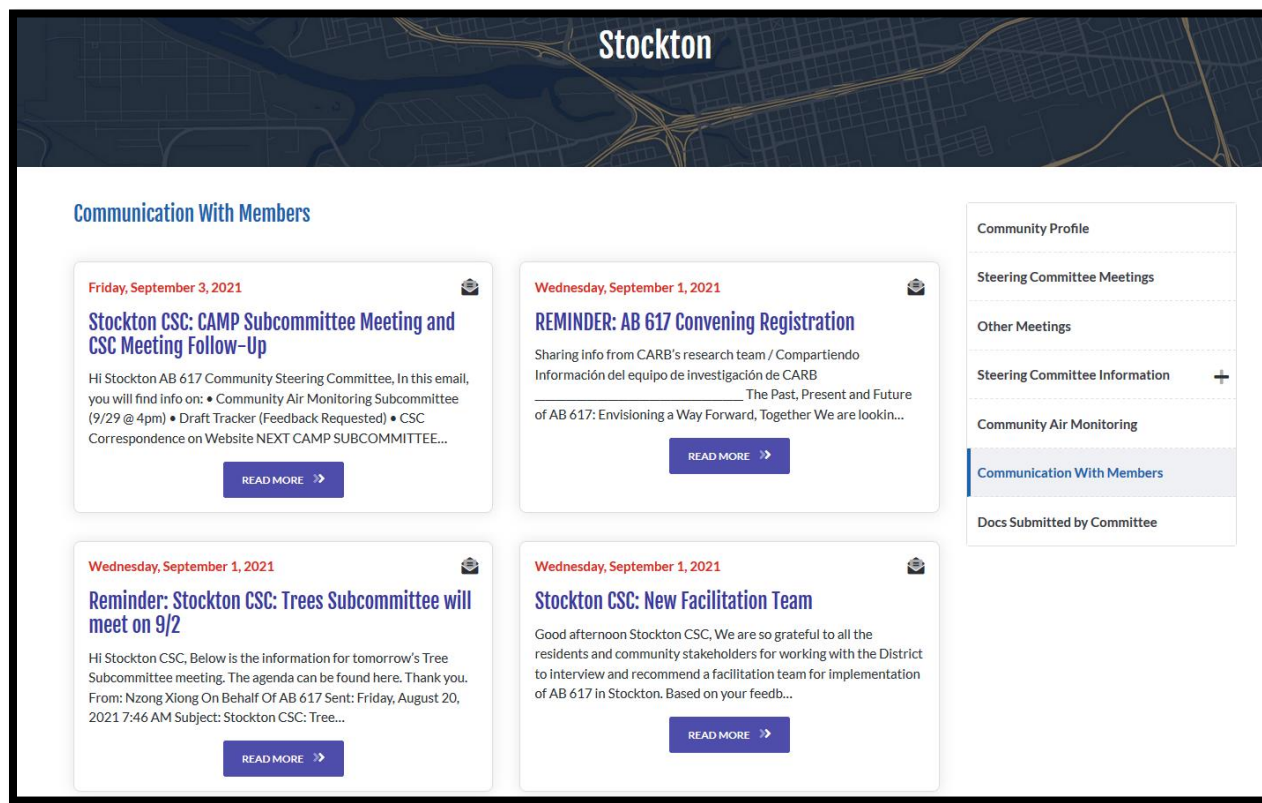 Stockton
Communication With Members
Friday, September 3, 2021
Stockton CSC: CAMP Subcommittee Meeting and
CSC Meeting Follow-Up
Hi Stockton AB 617 Community Steering Committee, In this email,
you will find info on: • Community Air Monitoring Subcommittee
(9/29 @ 4pm) • Draft Tracker (Feedback Requested) • CSC
Correspondence on Website NEXT CAMP SUBCOMMITTEE...
READ MORE
Wednesday, September 1, 2021
REMINDER: AB 617 Convening Registration
Sharing info from CARB's research team / Compartiendo
Información del equipo de investigación de CARB
________________________________ The Past, Present and Future
of AB 617: Envisioning a Way Forward, Together We are lookin...
READ MORE
Wednesday, September 1, 2021
Reminder: Stockton CSC: Trees Subcommittee will
meet on 9/2
Hi Stockton CSC, Below is the information for tomorrow's Tree
Subcommittee meeting. The agenda can be found here. Thank you.
From: Nzong Xiong On Behalf Of AB 617 Sent: Friday, August 20,
2021 7:46 AM Subject: Stockton CSC: Tree...
READ MORE
Wednesday, September 1, 2021
Stockton CSC: New Facilitation Team
Good afternoon Stockton CSC, We are so grateful to all the
residents and community stakeholders for working with the District
to interview and recommend a facilitation team for implementation
of AB 617 in Stockton. Based on your feedb...
READ MORE
Community Profile
Steering Committee Meetings
Other Meetings
Steering Committee Information
Community Air Monitoring
Communication With Members
Docs Submitted by Committee